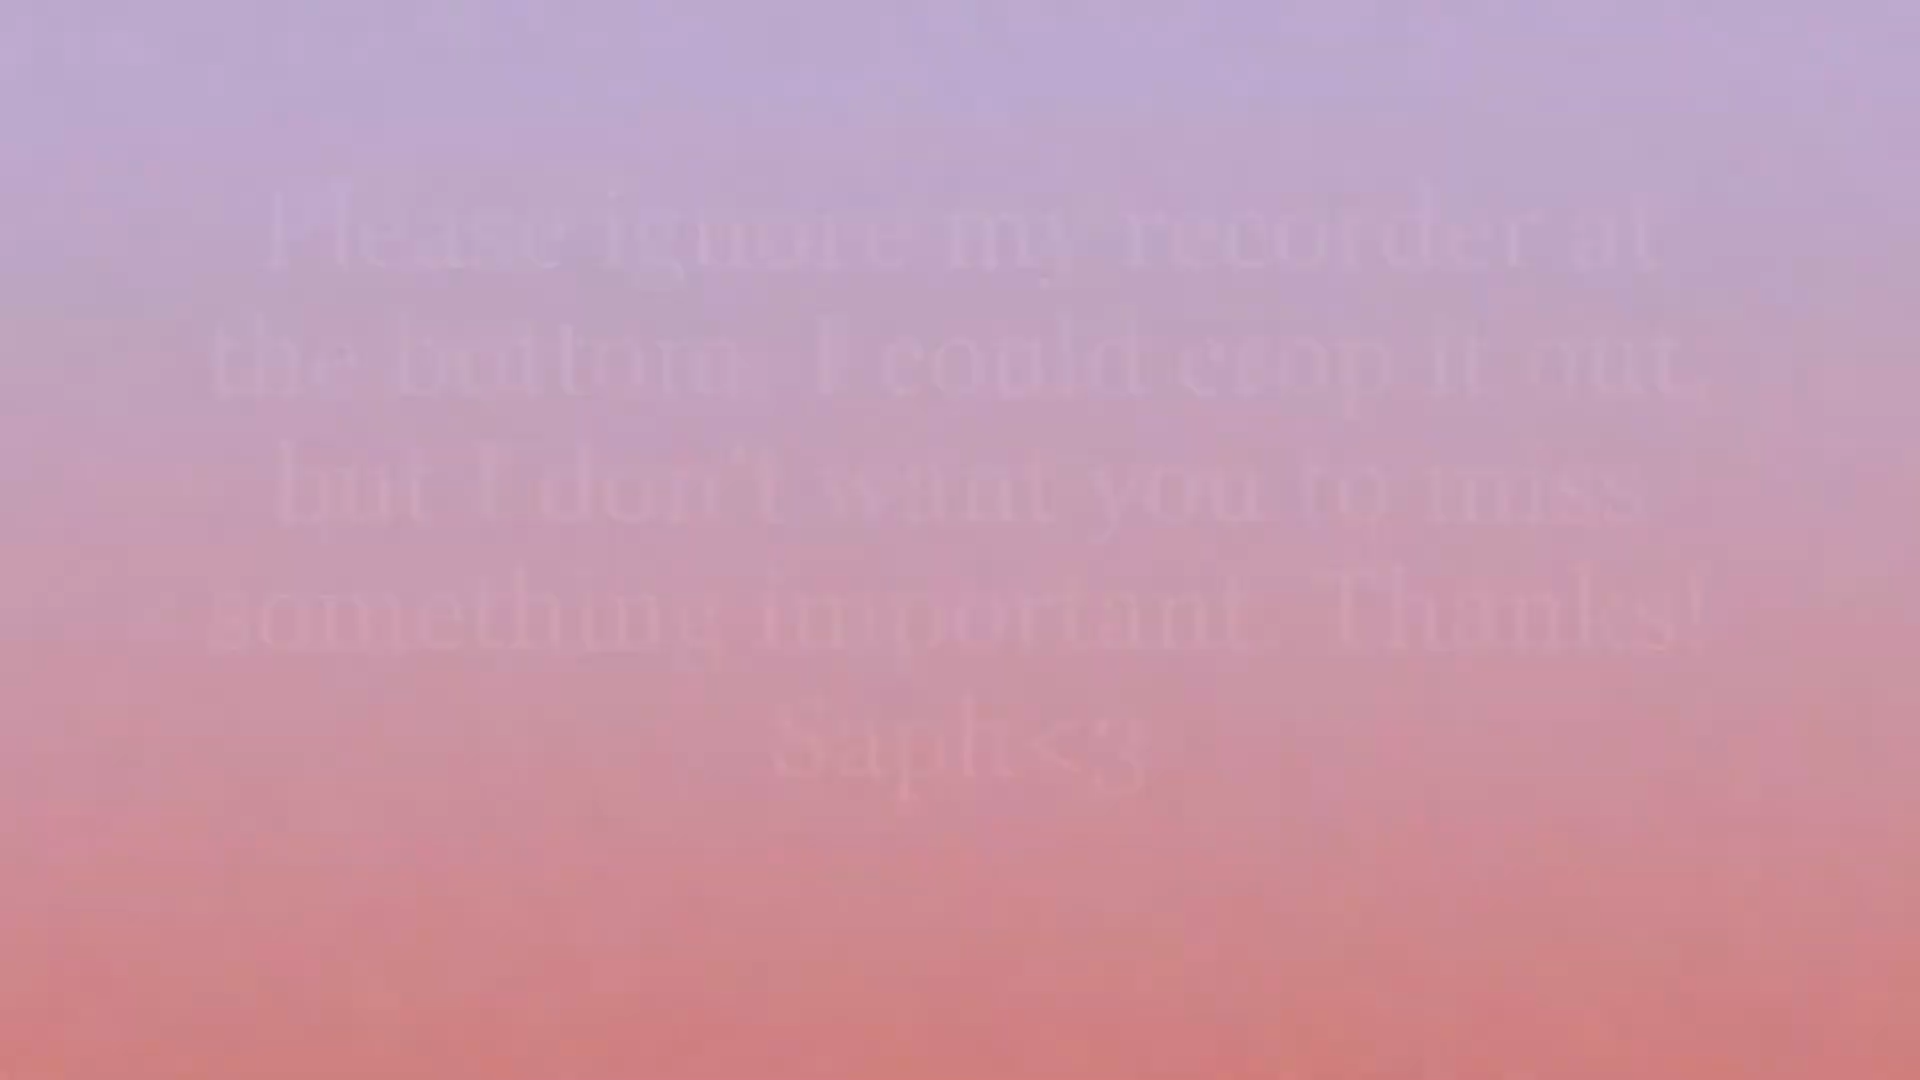 Please ignore my recorder at
the bottom. I could crop it out,
but I don't want you to miss
something important. Thanks!
Saph<3